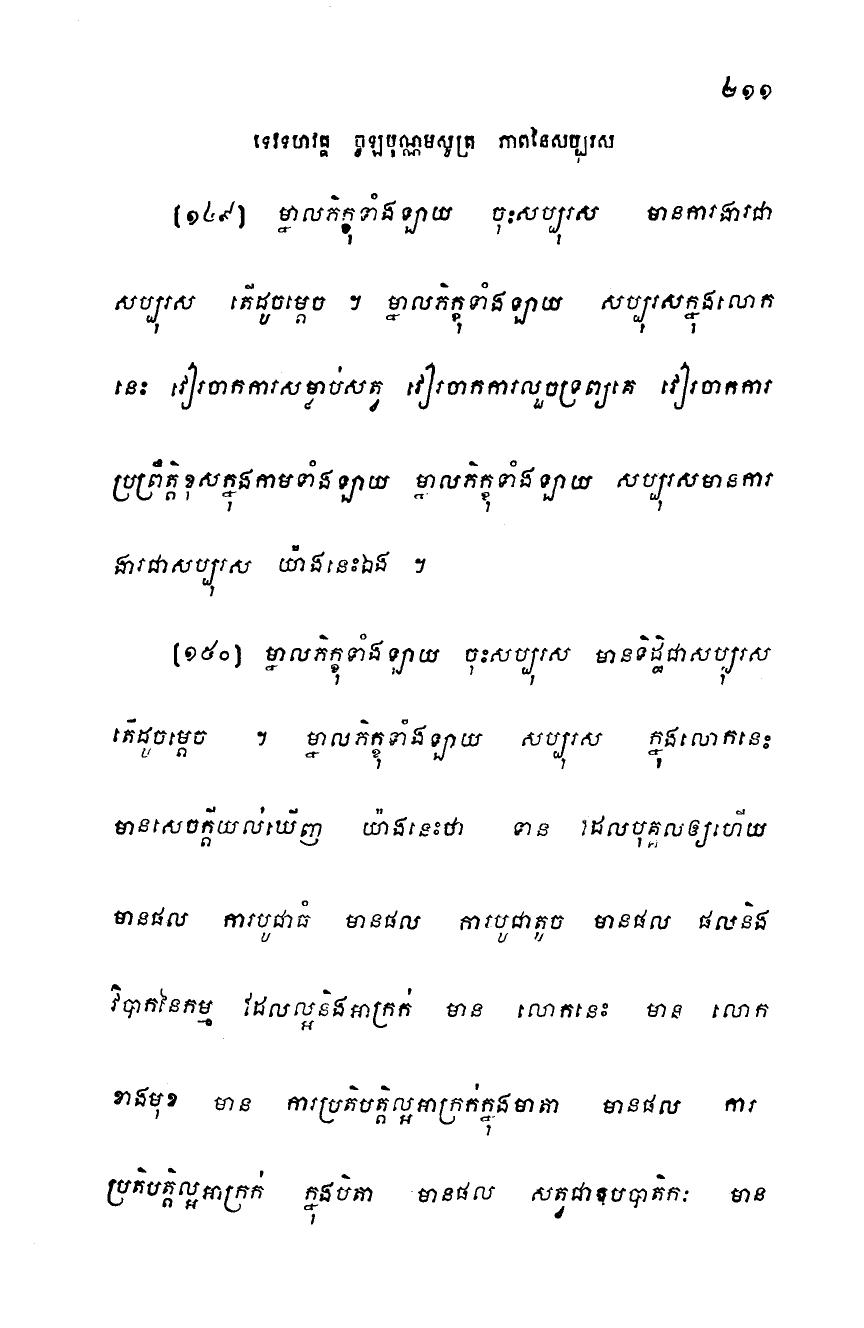 ២១១
ទេវទហវគ្គ ចូឡបុណ្ណមសូត្រ ភាពនៃសប្បុរស
[១៤៩] ម្នាលភិក្ខុទាំងឡាយ ចុះសប្បុរស មានការងារជា
សប្បុរស តើដូចម្តេច ។ ម្នាលភិក្ខុទាំងឡាយ សប្បុរសក្នុងលោក
នេះ វៀរចាកការសម្លាប់សត្វ វៀរចាកការលួចទ្រព្យគេ វៀរចាកការ
ប្រព្រឹត្តិខុសក្នុងកាមទាំងឡាយ ម្នាលភិក្ខុទាំងឡាយ សប្បុរសមានការ
ងារជាសប្បុរស យ៉ាងនេះឯង ។
[១៥០] ម្នាលភិក្ខុទាំងឡាយ ចុះសប្បុរស មានទិដ្ឋិជាសប្បុរស
តើដូចម្តេច ។ ម្នាលភិក្ខុទាំងឡាយ សប្បុរស ក្នុងលោកនេះ
មានសេចក្តីយល់ឃើញ យ៉ាងនេះថា ទាន ដែលបុគ្គលឲ្យហើយ
មានផល ការបូជាធំ មានផល ការបូជាតូច មានផល ផលនិង
វិបាកនៃកម្ម ដែលល្អនិងអាក្រក់ មាន លោកនេះ មាន លោក
ខាងមុខ មាន ការប្រតិបត្តិល្អអាក្រក់ក្នុងមាតា មានផល ការ
ប្រតិបត្តិល្អអាក្រក់ ក្នុងបិតា មានផល សត្វជាឧបបាតិកៈ មាន